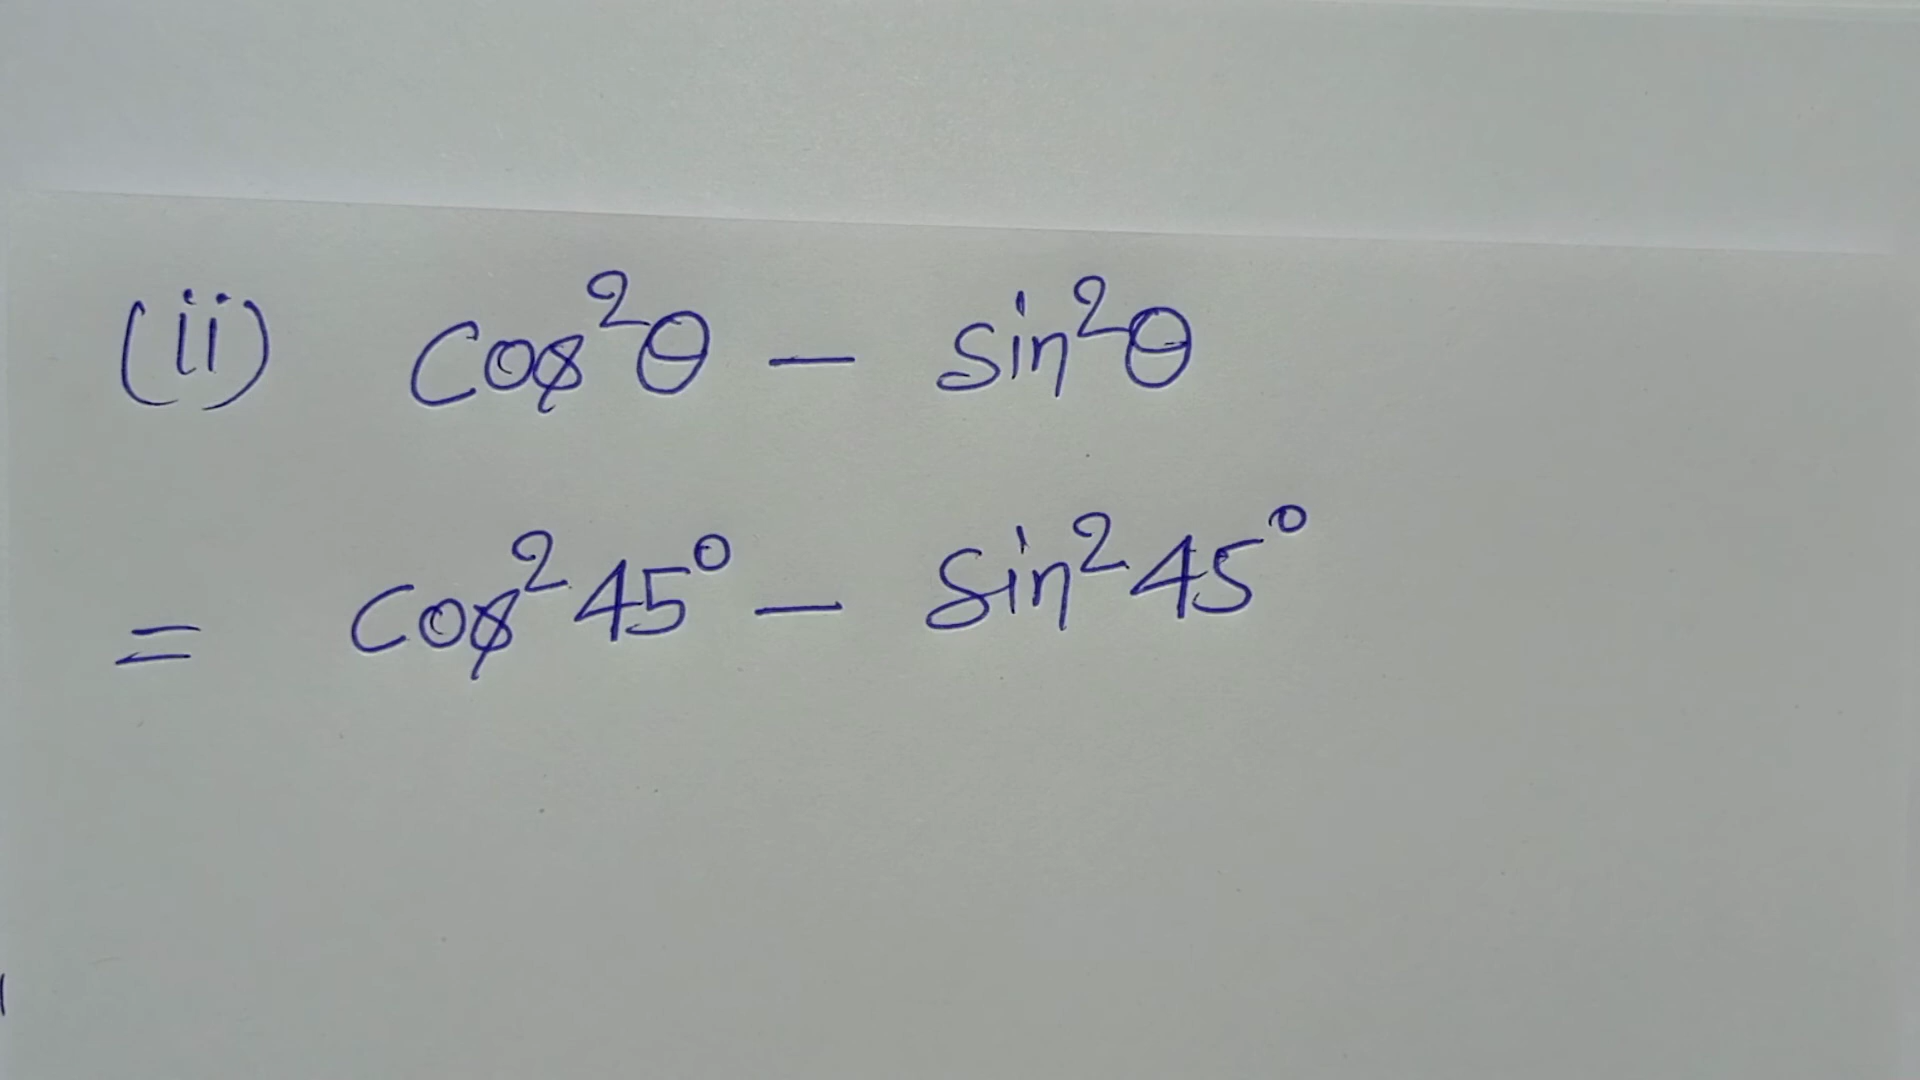 (ii) cos²θ – sin²θ
= cos²45° – sin²45°